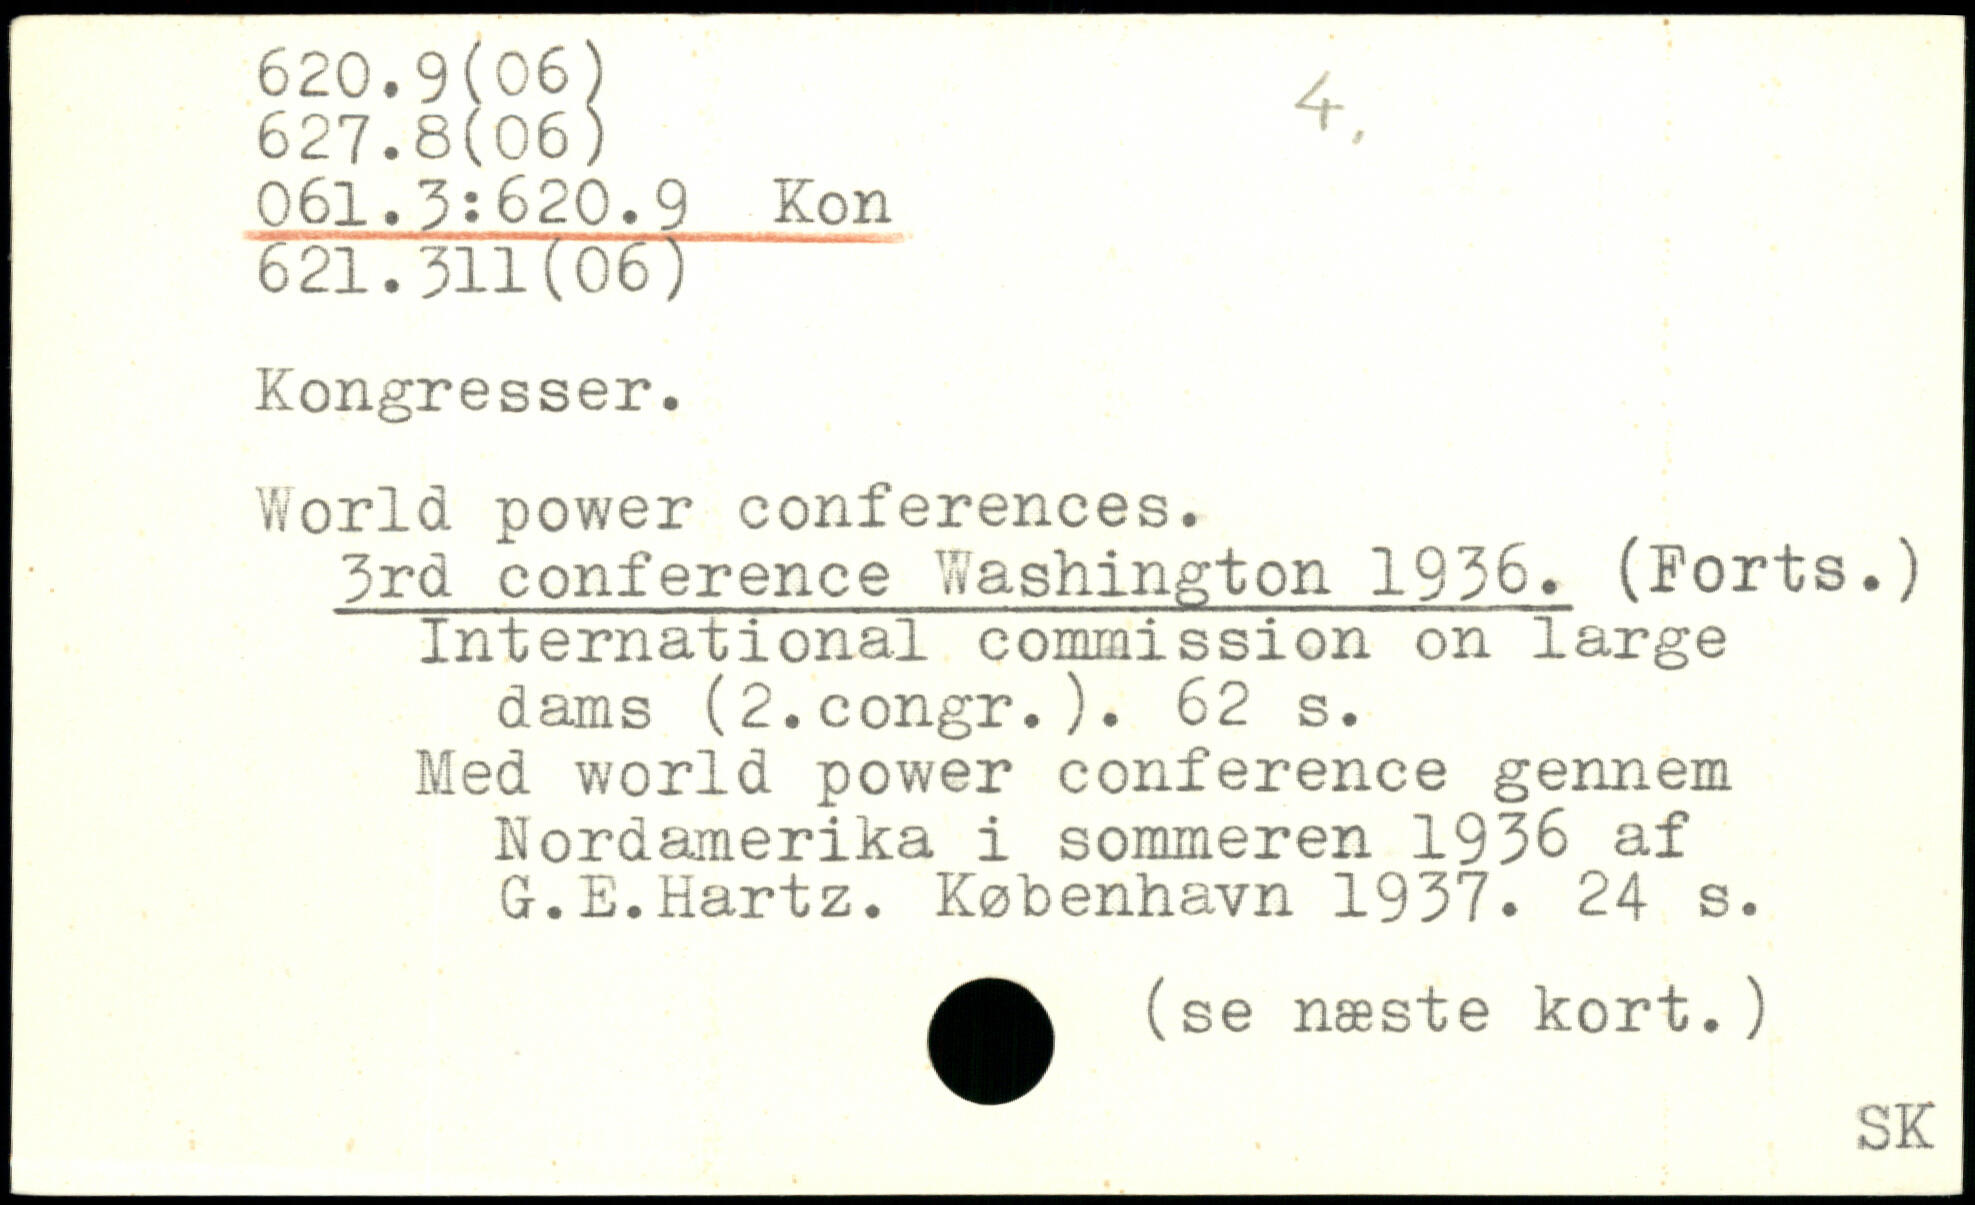 620.9(06)
4,
627.8(06)
061.3:620.9 Kon
621.311(06)
Kongresser.
World power conferences.
3rd conference Washington 1936. (Forts.)
International commission on large
dams (2.congr.). 62 s.
Med world power conference gennem
Nordamerika i sommeren 1936 af
G.E.Hartz. København 1937. 24 s.
(se næste kort.)
SK